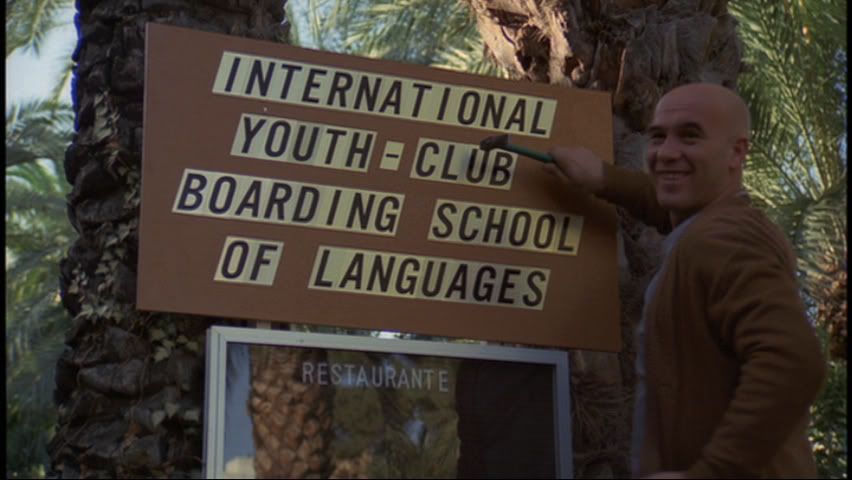 INTERNATIONAL
YOUTH-CLUB
BOARDING SCHOOL
OF LANGUAGES
RESTAURANTE